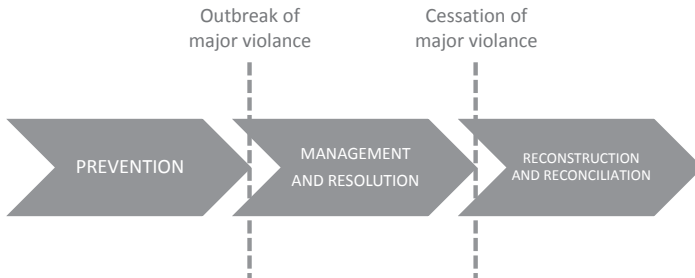 Outbreak of
major violance
Cessation of
major violance
PREVENTION
MANAGEMENT
AND RESOLUTION
RECONSTRUCTION
AND RECONCILIATION